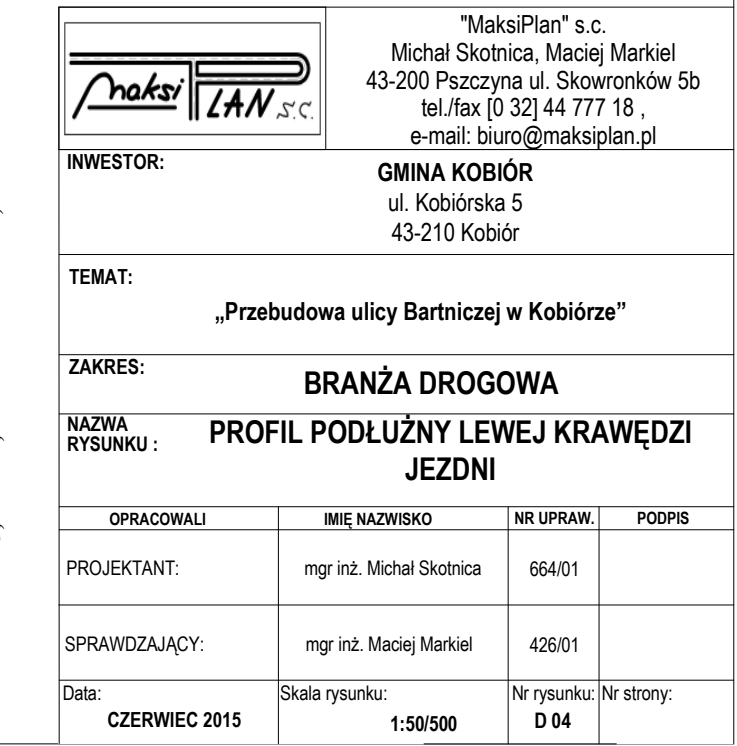 maksi PLAN s.c.
"MaksiPlan" s.c.
Michał Skotnica, Maciej Markiel
43-200 Pszczyna ul. Skowronków 5b
tel./fax [0 32] 44 777 18 ,
e-mail: biuro@maksiplan.pl
INWESTOR:
GMINA KOBIÓR
ul. Kobiórska 5
43-210 Kobiór
TEMAT:
„Przebudowa ulicy Bartniczej w Kobiórze”
ZAKRES:
BRANŻA DROGOWA
NAZWA
RYSUNKU :
PROFIL PODŁUŻNY LEWEJ KRAWĘDZI
JEZDNI
OPRACOWALI IMIĘ NAZWISKO NR UPRAW. PODPIS
PROJEKTANT: mgr inż. Michał Skotnica 664/01
SPRAWDZAJĄCY: mgr inż. Maciej Markiel 426/01
Data: Skala rysunku: Nr rysunku: Nr strony:
CZERWIEC 2015 1:50/500 D 04